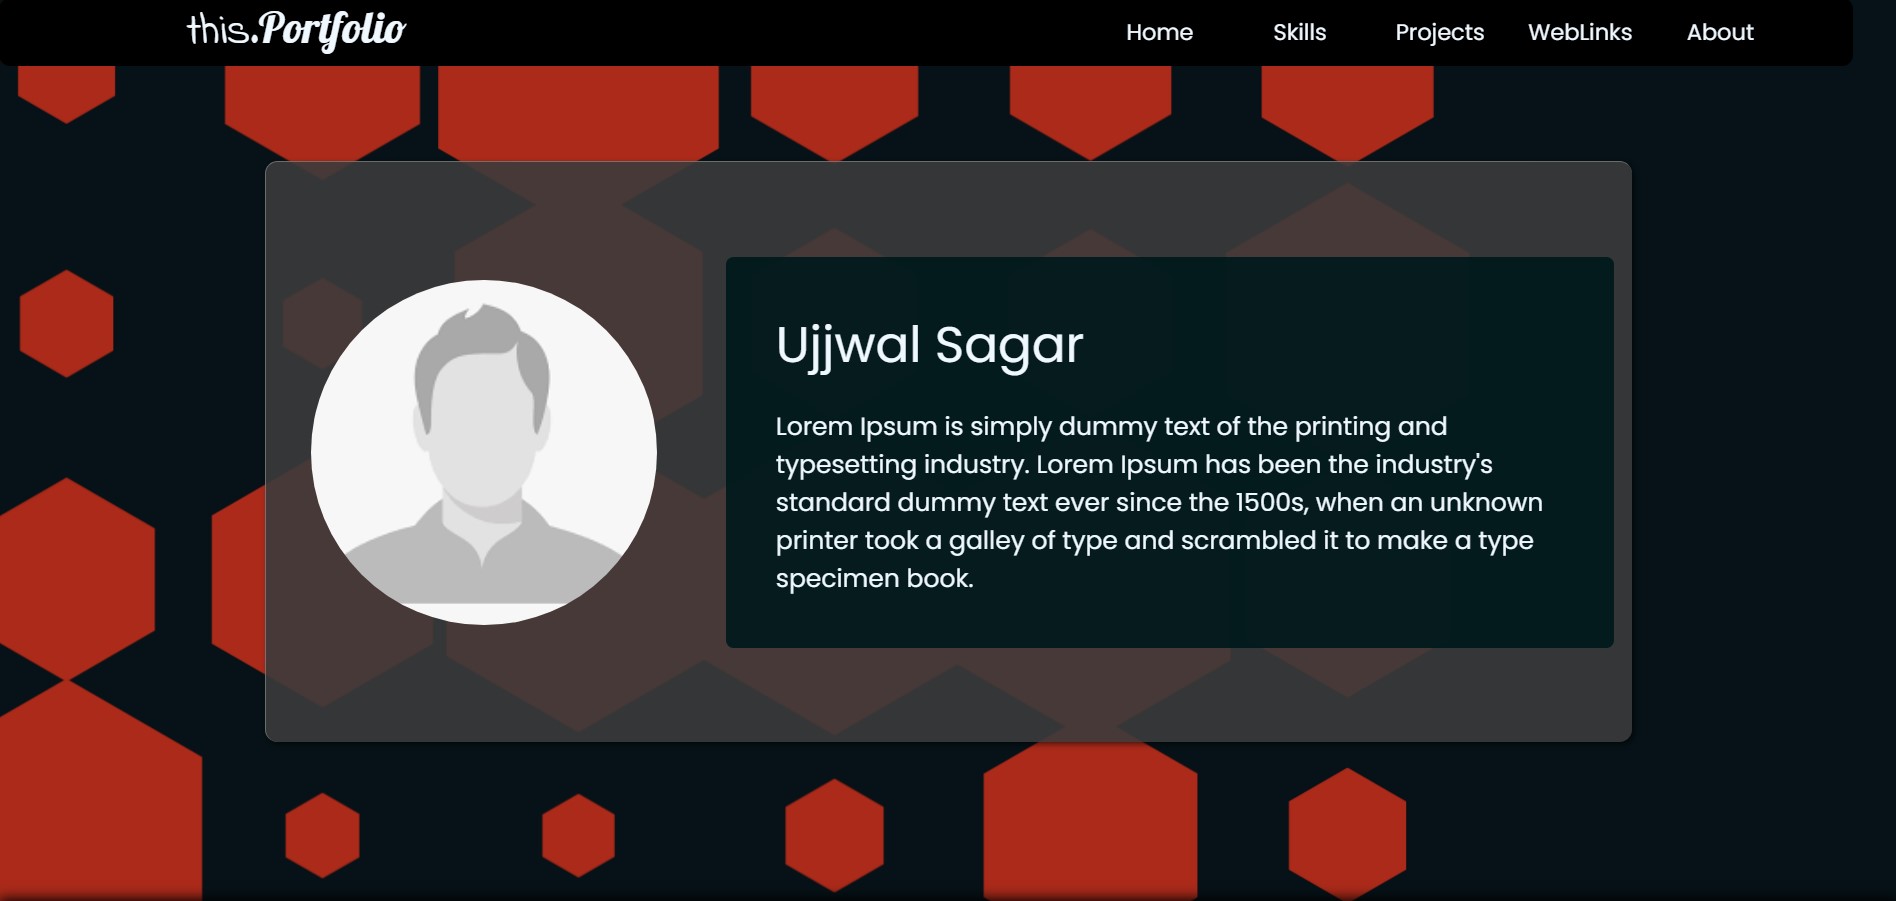 this.Portfolio
Home Skills Projects WebLinks About
Ujjwal Sagar
Lorem Ipsum is simply dummy text of the printing and
typesetting industry. Lorem Ipsum has been the industry's
standard dummy text ever since the 1500s, when an unknown
printer took a galley of type and scrambled it to make a type
specimen book.